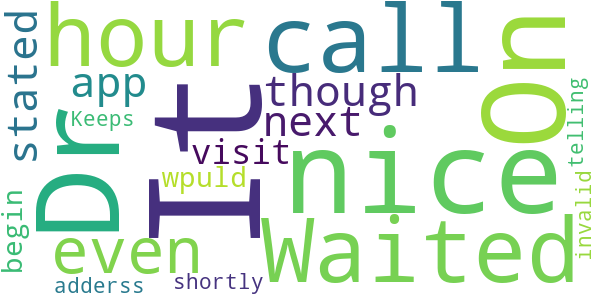 hour
call
On
stated
app
It
though
Dr
Keeps
next
nice
telling
visit
wpuld
invalid
begin
even
Waited
adderss
shortly